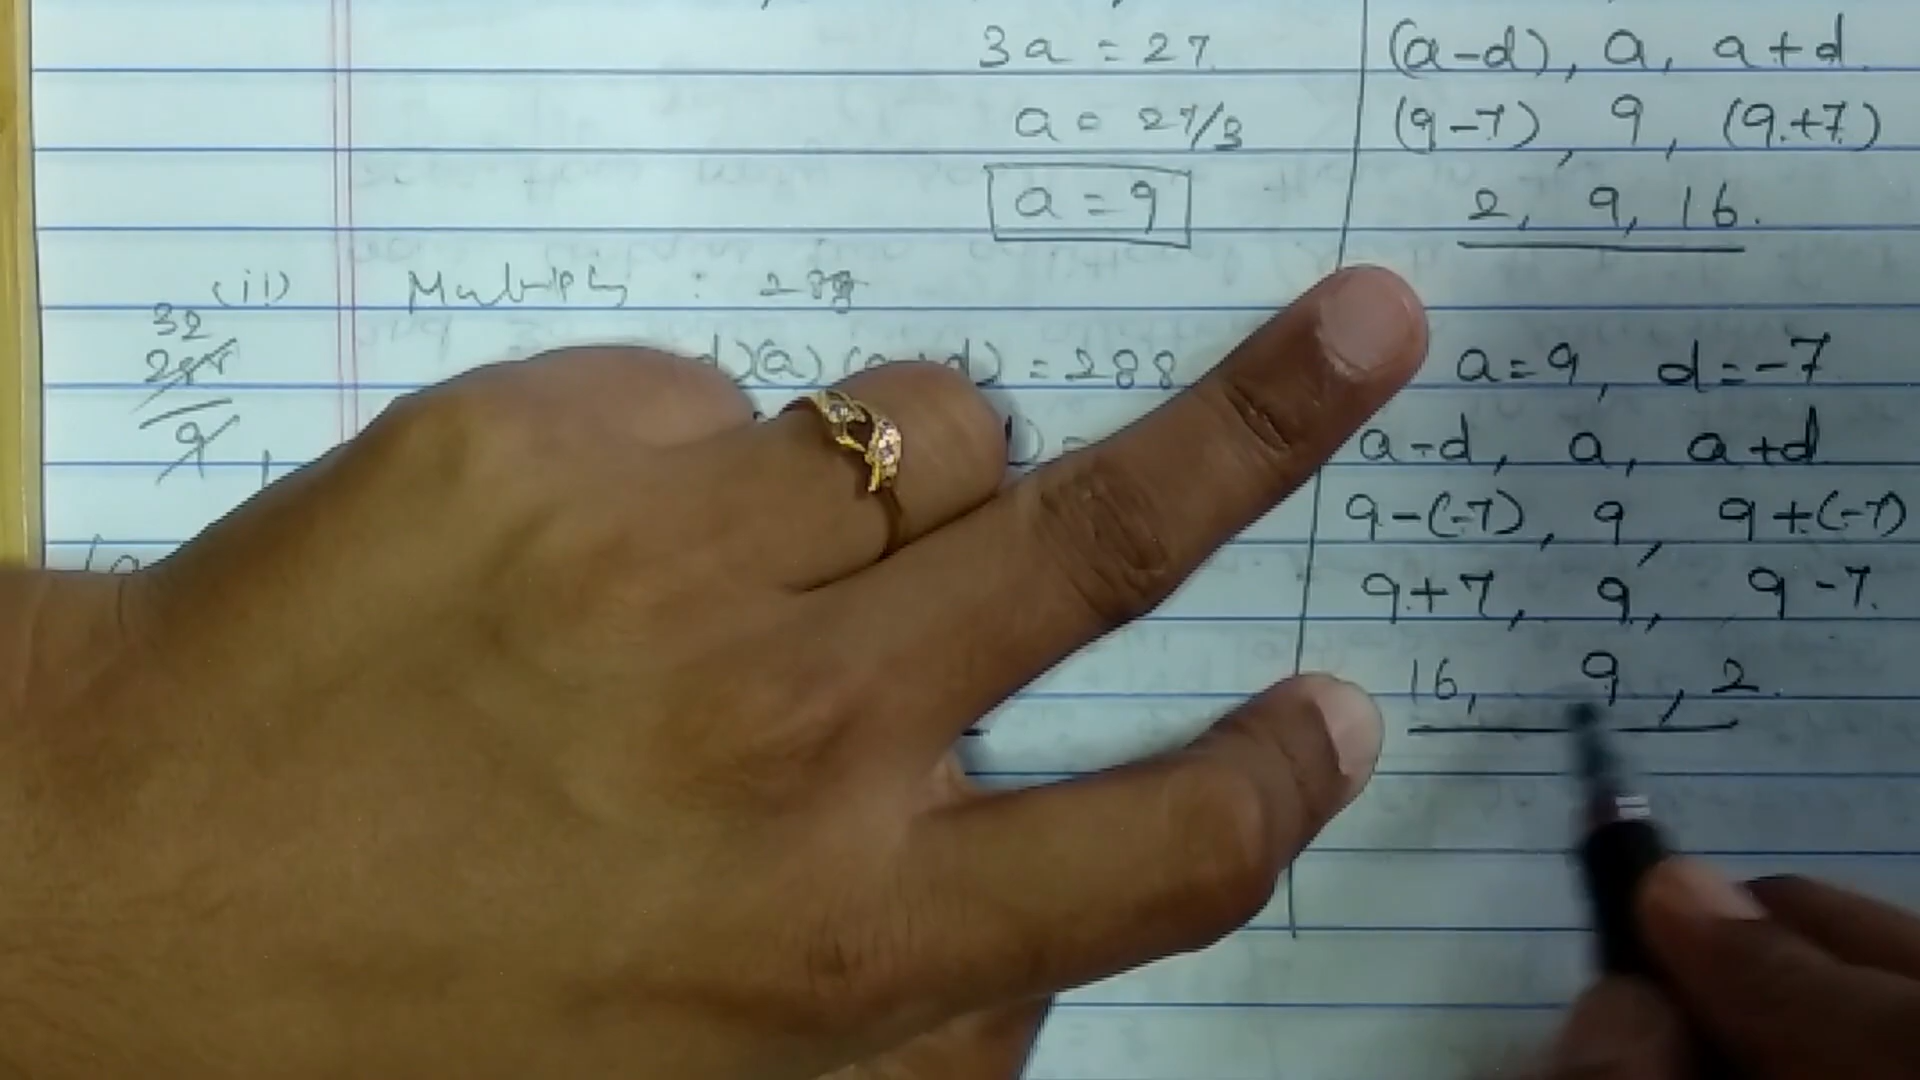 3a = 27
a = 27/3
a = 9
(ii) Multiply : 288
32
288
9
d)(a)(a+d) = 288
(a-d), a, a+d
(9-7), 9, (9+7)
2, 9, 16.
a=9, d=-7
a-d, a, a+d
9-(-7), 9, 9+(-7)
9+7, 9, 9-7.
16, 9, 2.